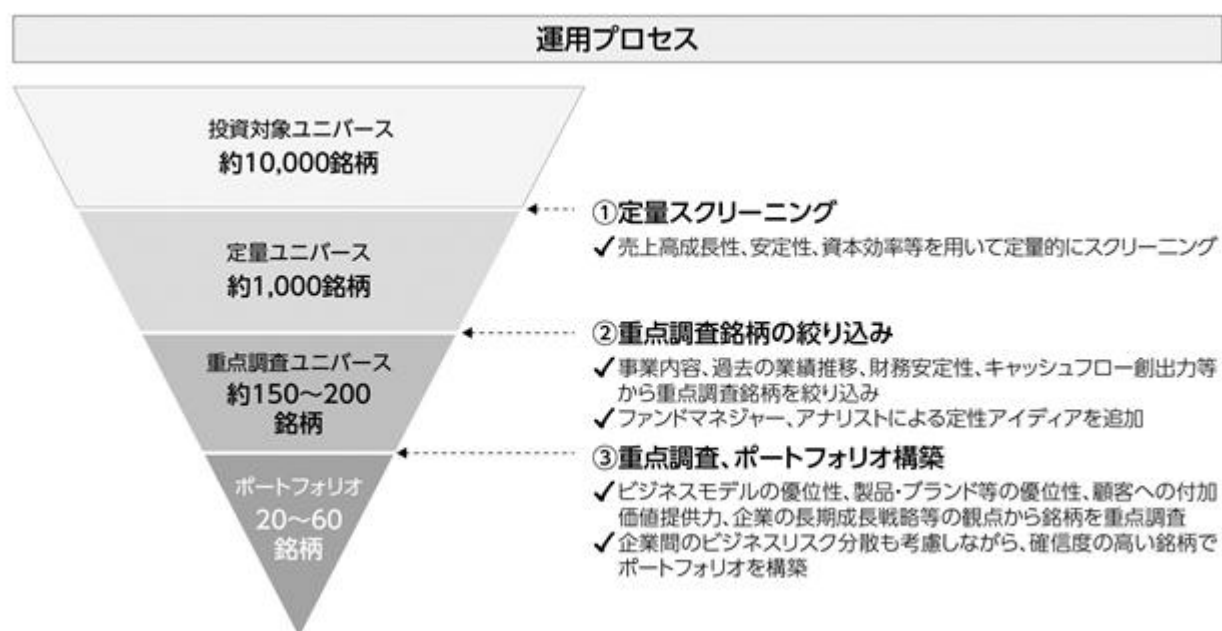 運用プロセス
投資対象ユニバース
約10,000銘柄
①定量スクリーニング
✓売上高成長性、安定性、資本効率等を用いて定量的にスクリーニング
定量ユニバース
約1,000銘柄
②重点調査銘柄の絞り込み
✓事業内容、過去の業績推移、財務安定性、キャッシュフロー創出力等
から重点調査銘柄を絞り込み
✓ファンドマネジャー、アナリストによる定性アイディアを追加
重点調査ユニバース
約150～200
銘柄
③重点調査、ポートフォリオ構築
✓ビジネスモデルの優位性、製品・ブランド等の優位性、顧客への付加
価値提供力、企業の長期成長戦略等の観点から銘柄を重点調査
✓企業間のビジネスリスク分散も考慮しながら、確信度の高い銘柄で
ポートフォリオを構築
ポートフォリオ
20～60
銘柄